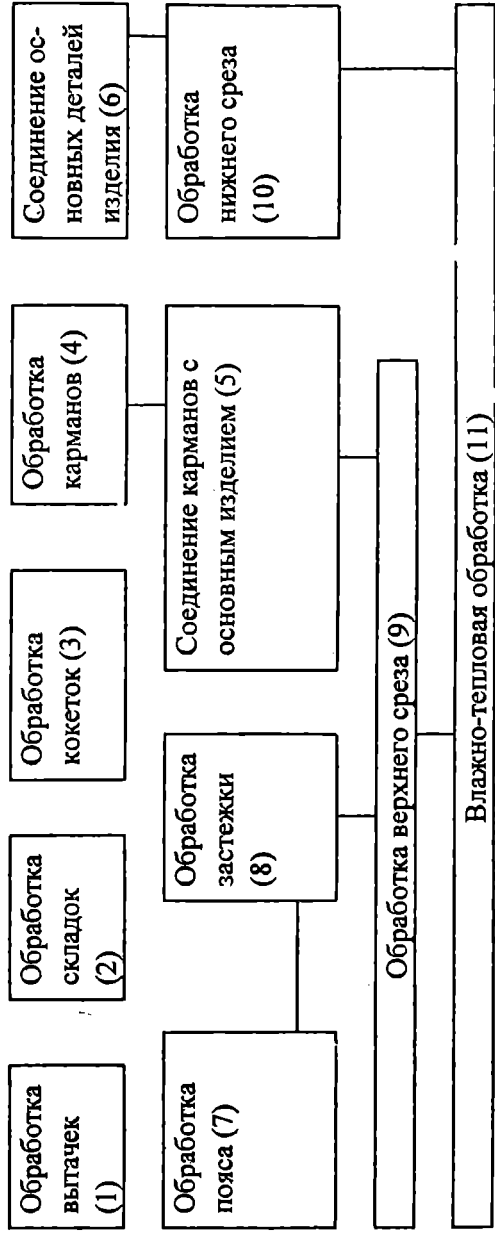 Обработка
вытачек
(1)
Обработка
складок
(2)
Обработка
кокеток (3)
Обработка
карманов (4)
Соединение ос-
новных деталей
изделия (6)
Обработка
пояса (7)
Обработка
застежки
(8)
Соединение карманов с
основным изделием (5)
Обработка
нижнего среза
(10)
Обработка верхнего среза (9)
Влажно-тепловая обработка (11)